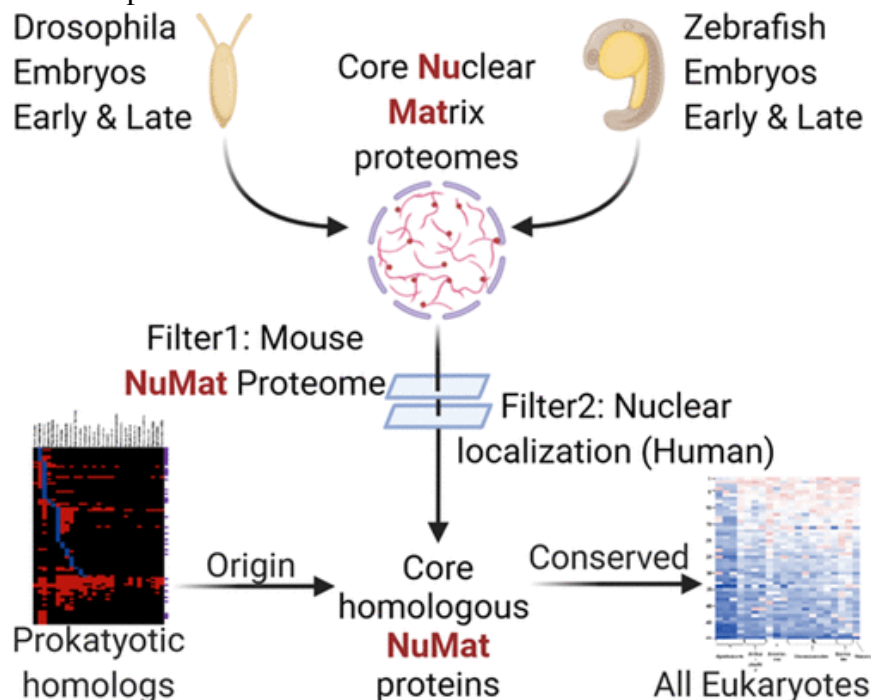 Drosophila
Embryos
Early & Late
Core Nuclear
Matrix
proteomes
Zebrafish
Embryos
Early & Late
Filter1: Mouse
NuMat Proteome
Filter2: Nuclear
localization (Human)
Origin
Core
homologous
NuMat
proteins
Conserved
Prokatyotic
homologs
All Eukaryotes